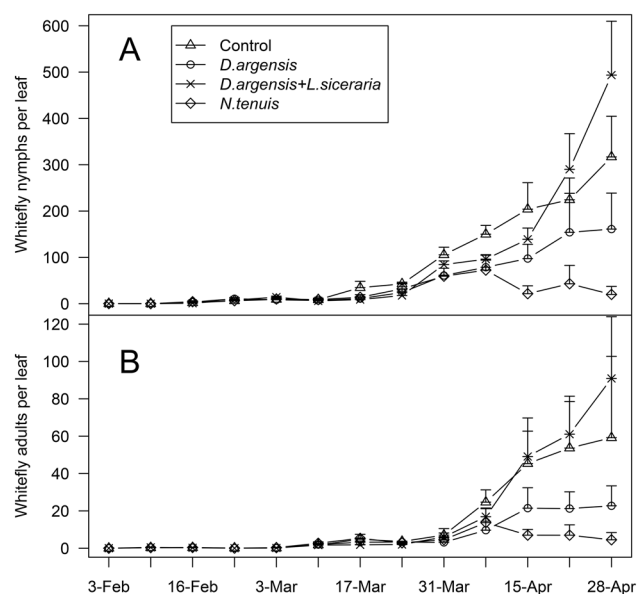 A
Control
D.argensis
D.argensis+L.siceraria
N.tenuis
Whitefly nymphs per leaf
600
500
400
300
200
100
0
B
Whitefly adults per leaf
120
100
80
60
40
20
0
3-Feb 16-Feb 3-Mar 17-Mar 31-Mar 15-Apr 28-Apr